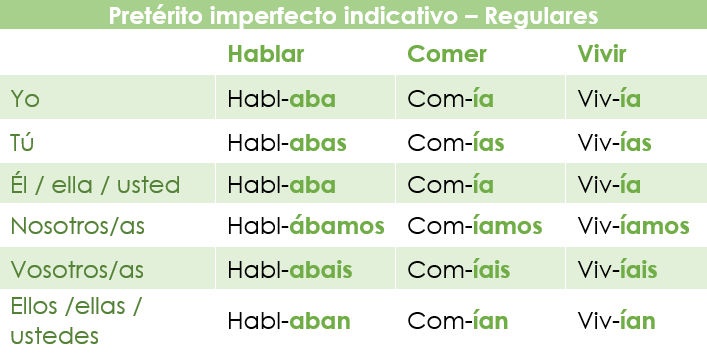 Pretérito imperfecto indicativo – Regulares
Hablar Comer Vivir
Yo Habl-aba Com-ía Viv-ía
Tú Habl-abas Com-ías Viv-ías
Él / ella / usted Habl-aba Com-ía Viv-ía
Nosotros/as Habl-ábamos Com-íamos Viv-íamos
Vosotros/as Habl-abais Com-íais Viv-íais
Ellos /ellas /
ustedes Habl-aban Com-ían Viv-ían